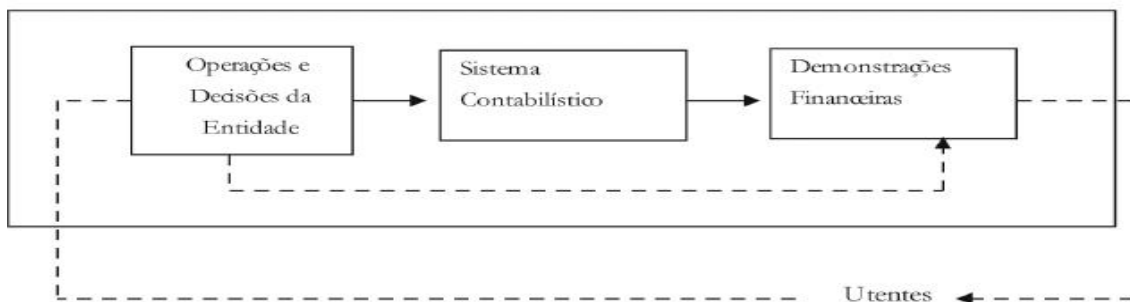 Operações e
Decisões da
Entidade
Sistema
Contabilístico
Demonstrações
Financeiras
Utentes